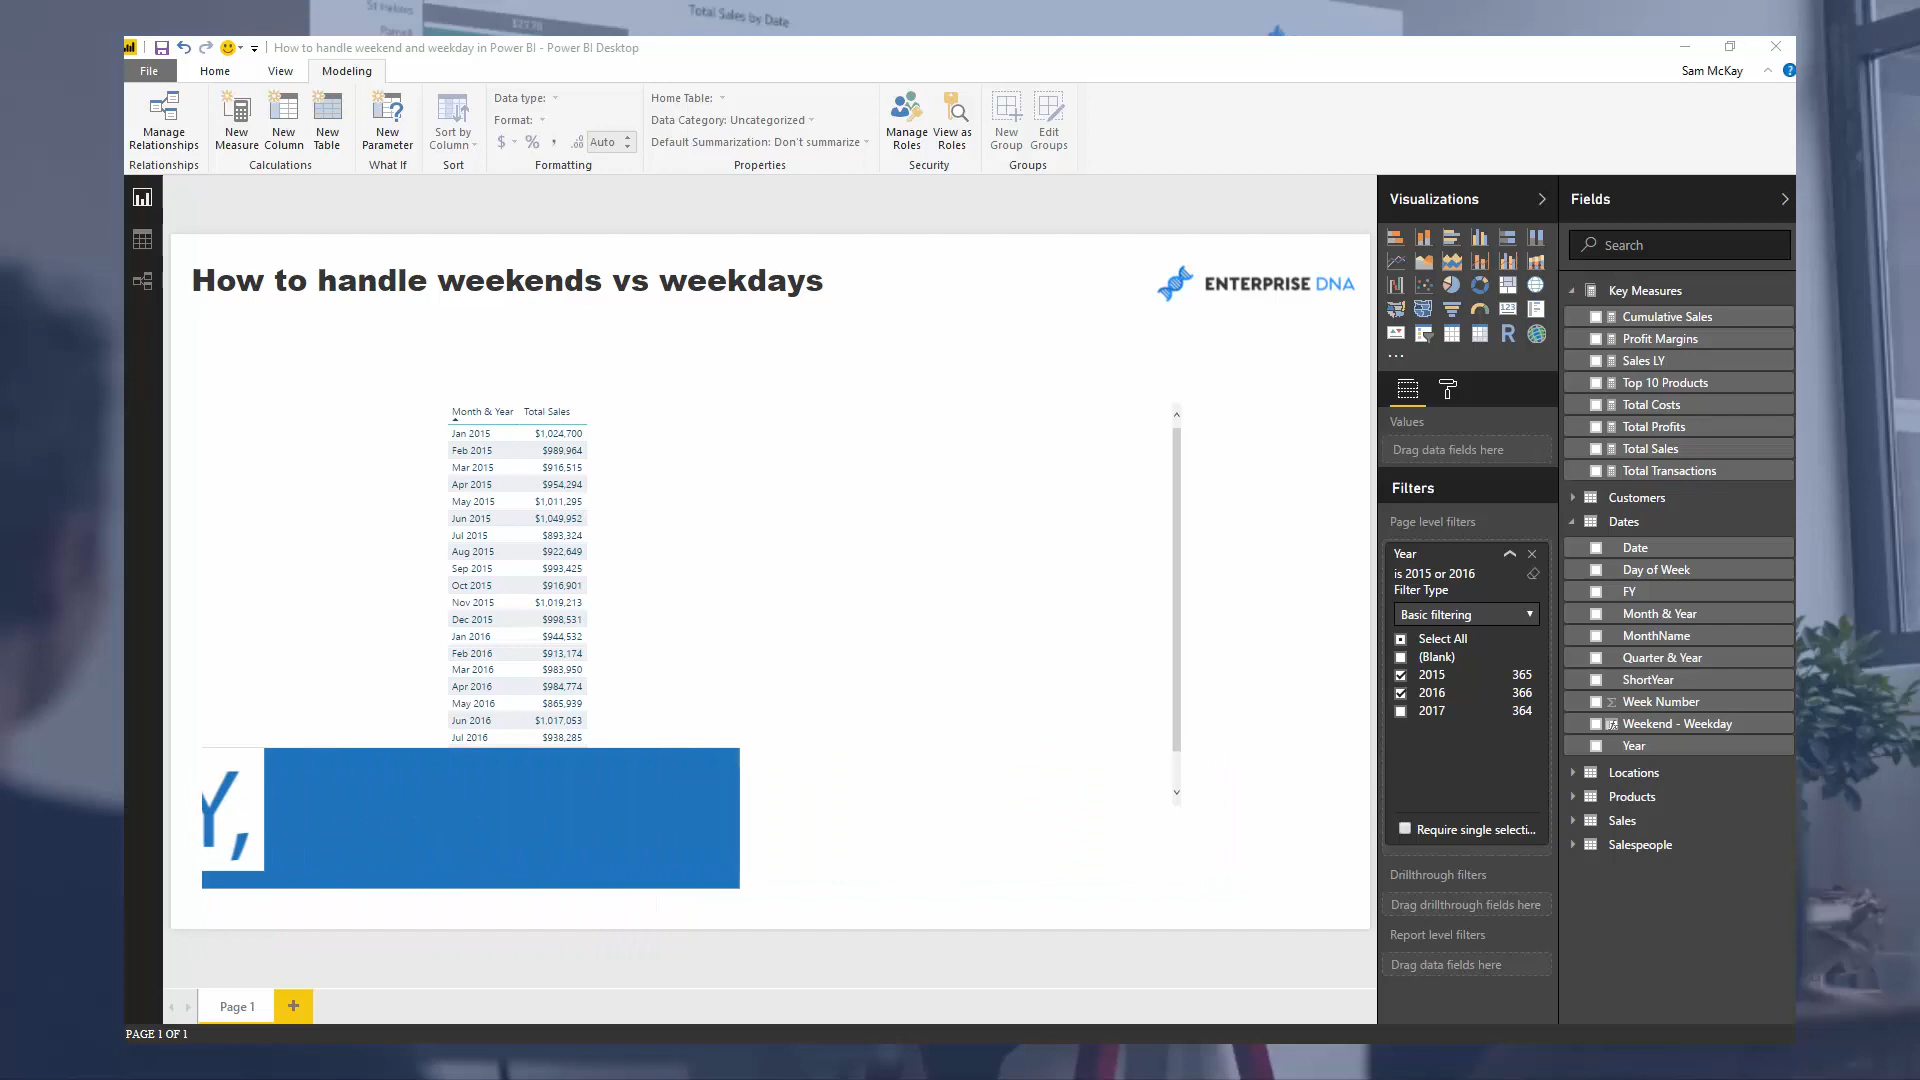 St Helens
$27.2K
Total Sales by Date
How to handle weekend and weekday in Power BI - Power BI Desktop
File Home View Modeling
Sam McKay
?
Manage Relationships
New Measure
New Column
New Table
New Parameter
Sort by Column
Data type:
Format:
$ % , .00 Auto
Home Table:
Data Category: Uncategorized
Default Summarization: Don't summarize
Manage Roles
View as Roles
New Group
Edit Groups
Relationships Calculations What If Sort Formatting Properties Security Groups
How to handle weekends vs weekdays
ENTERPRISE DNA
Month & Year Total Sales
Jan 2015 $1,024,700
Feb 2015 $989,964
Mar 2015 $916,515
Apr 2015 $954,294
May 2015 $1,011,295
Jun 2015 $1,049,952
Jul 2015 $893,324
Aug 2015 $922,649
Sep 2015 $993,425
Oct 2015 $916,901
Nov 2015 $1,019,213
Dec 2015 $998,531
Jan 2016 $944,532
Feb 2016 $913,174
Mar 2016 $983,950
Apr 2016 $984,774
May 2016 $865,939
Jun 2016 $1,017,053
Jul 2016 $938,285
Y,
Page 1
+
PAGE 1 OF 1
Visualizations
123
R
...
Values
Drag data fields here
Filters
Page level filters
Year
is 2015 or 2016
Filter Type
Basic filtering
Select All
(Blank)
2015 365
2016 366
2017 364
Require single selecti...
Drillthrough filters
Drag drillthrough fields here
Report level filters
Drag data fields here
Fields
Search
Key Measures
Cumulative Sales
Profit Margins
Sales LY
Top 10 Products
Total Costs
Total Profits
Total Sales
Total Transactions
Customers
Dates
Date
Day of Week
FY
Month & Year
MonthName
Quarter & Year
ShortYear
Week Number
Weekend - Weekday
Year
Locations
Products
Sales
Salespeople